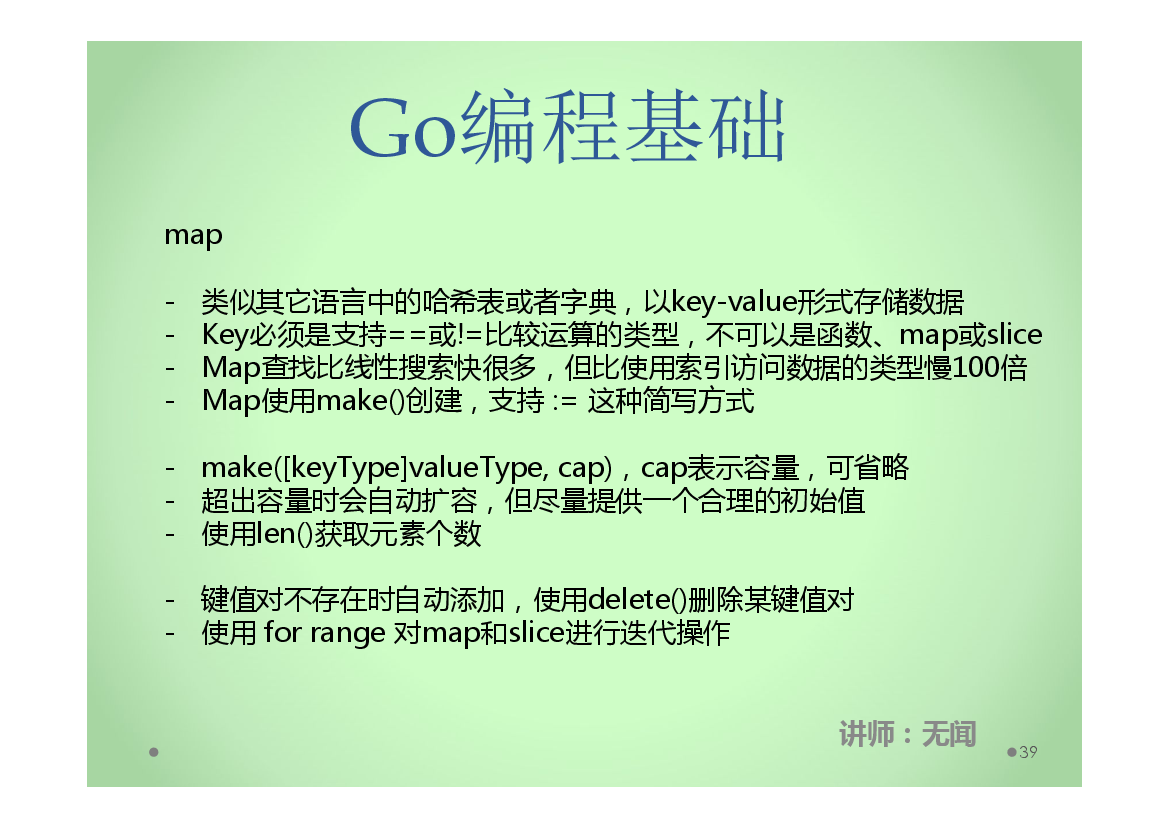 Go编程基础
map
- 类似其它语言中的哈希表或者字典，以key-value形式存储数据
- Key必须是支持==或!=比较运算的类型，不可以是函数、map或slice
- Map查找比线性搜索快很多，但比使用索引访问数据的类型慢100倍
- Map使用make()创建，支持 := 这种简写方式
- make([keyType]valueType, cap)，cap表示容量，可省略
- 超出容量时会自动扩容，但尽量提供一个合理的初始值
- 使用len()获取元素个数
- 键值对不存在时自动添加，使用delete()删除某键值对
- 使用 for range 对map和slice进行迭代操作
讲师：无闻
39